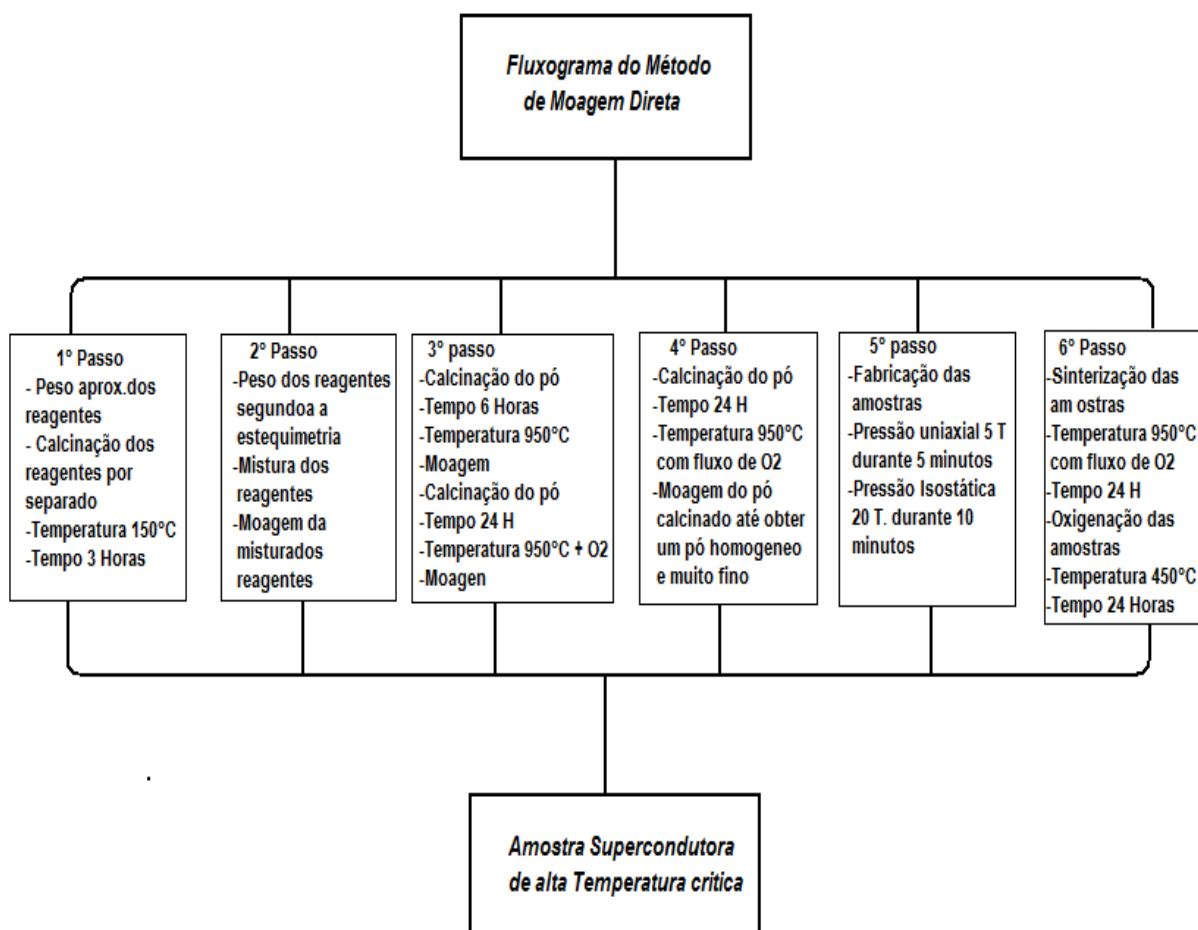 Fluxograma do Método
de Moagem Direta
1° Passo
- Peso aprox.dos
reagentes
- Calcinação dos
reagentes por
separado
-Temperatura 150°C
-Tempo 3 Horas
2° Passo
-Peso dos reagentes
segundoa a
estequimetria
-Mistura dos
reagentes
-Moagem da
misturados
reagentes
3° passo
-Calcinação do pó
-Tempo 6 Horas
-Temperatura 950°C
-Moagem
-Calcinação do pó
-Tempo 24 H
-Temperatura 950°C + O2
-Moagen
4° Passo
-Calcinação do pó
-Tempo 24 H
-Temperatura 950°C
com fluxo de O2
-Moagem do pó
calcinado até obter
um pó homogeneo
e muito fino
5° passo
-Fabricação das
amostras
-Pressão uniaxial 5 T
durante 5 minutos
-Pressão Isostática
20 T. durante 10
minutos
6° Passo
-Sinterização das
am ostras
-Temperatura 950°C
com fluxo de O2
-Tempo 24 H
-Oxigenação das
amostras
-Temperatura 450°C
-Tempo 24 Horas
Amostra Supercondutora
de alta Temperatura critica